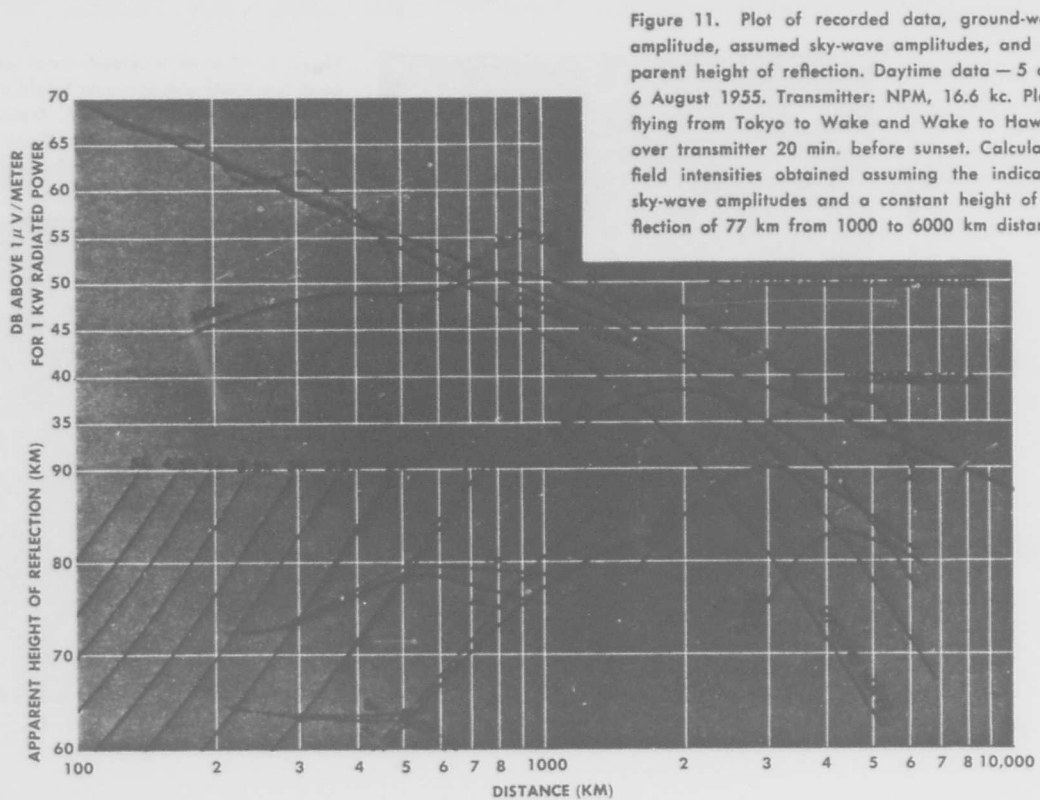 Figure 11. Plot of recorded data, ground-w
amplitude, assumed sky-wave amplitudes, and
parent height of reflection. Daytime data — 5
6 August 1955. Transmitter: NPM, 16.6 kc.
flying from Tokyo to Wake and Wake to
over transmitter 20 min. before sunset.
field intensities obtained assuming the
sky-wave amplitudes and a constant height of
flection of 77 km from 1000 to 6000 km
DB ABOVE 1 μ V/METER
FOR 1 KW RADIATED POWER
70
65
60
55
50
45
40
35
APPARENT HEIGHT OF REFLECTION (KM)
90
80
70
60
100 2 3 4 5 6 7 8 1000 2 3 4 5 6 7 8 10,000
DISTANCE (KM)